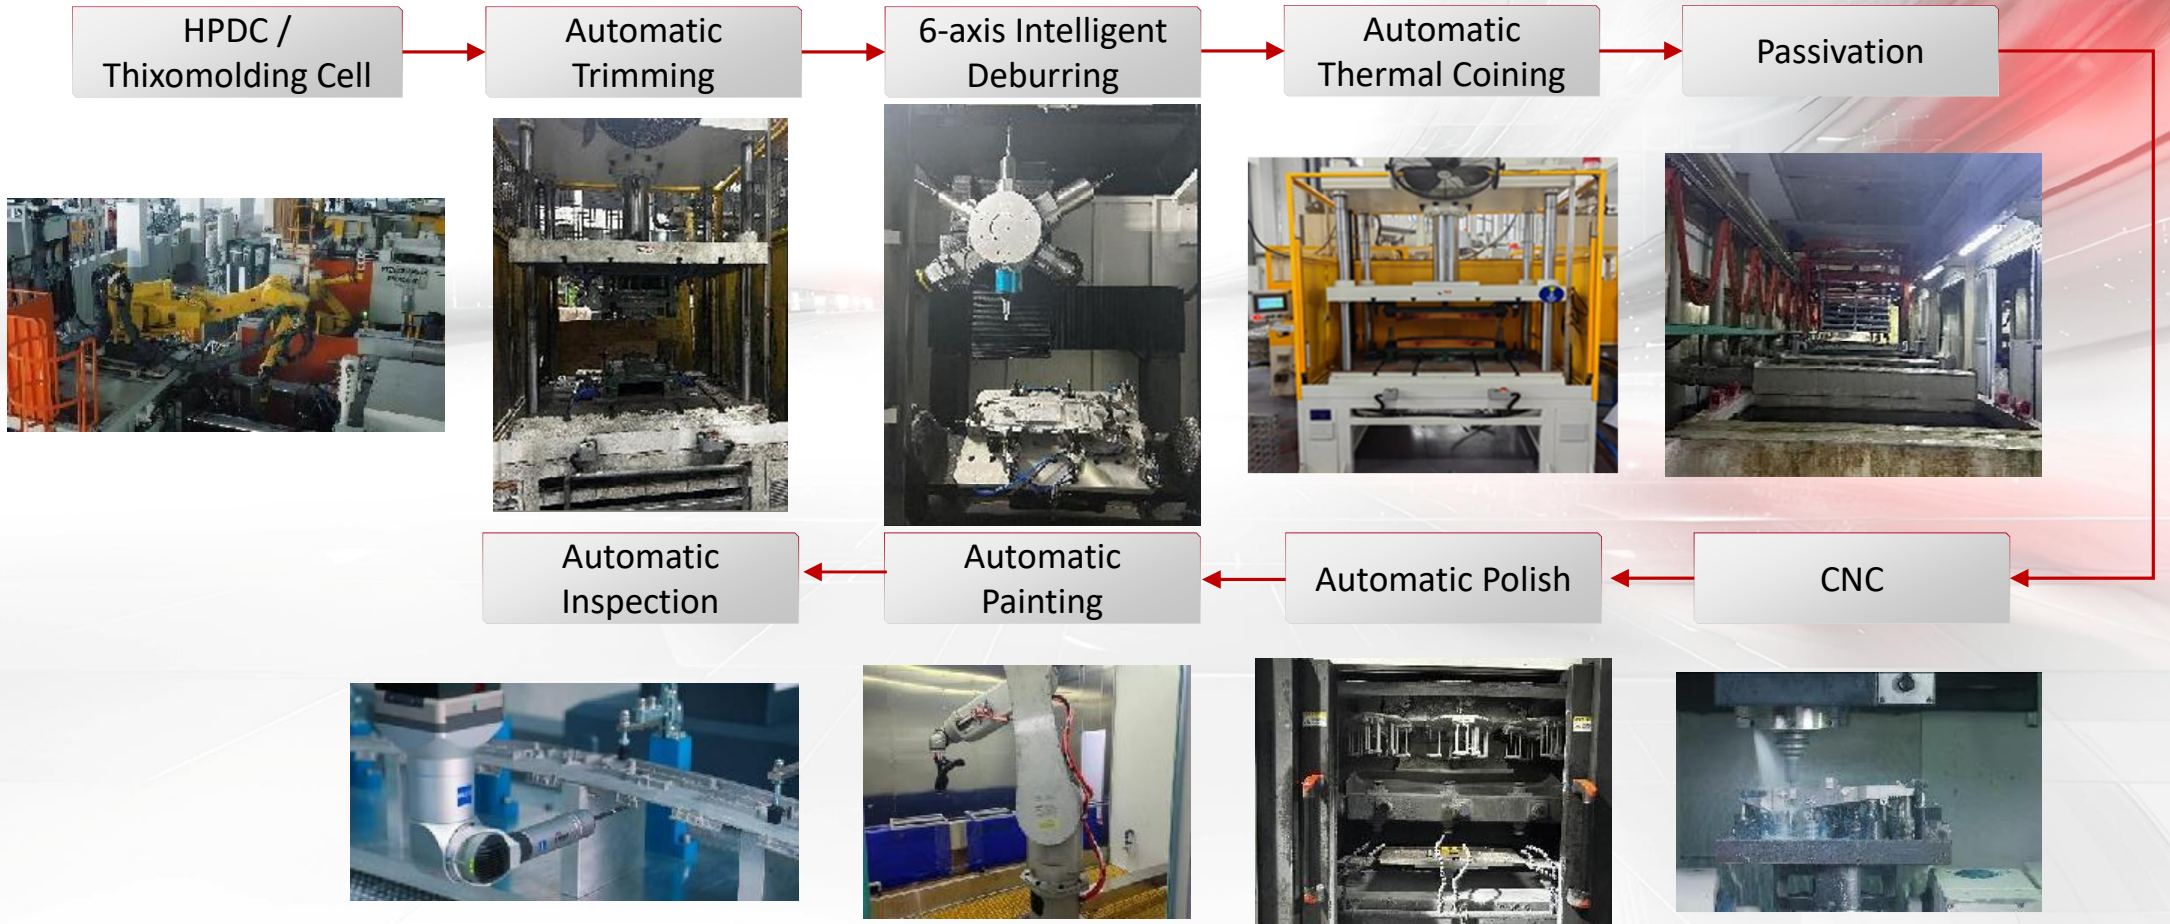 HPDC /
Thixomolding Cell
Automatic
Trimming
6-axis Intelligent
Deburring
Automatic
Thermal Coining
Passivation
Automatic
Inspection
Automatic
Painting
Automatic Polish
CNC